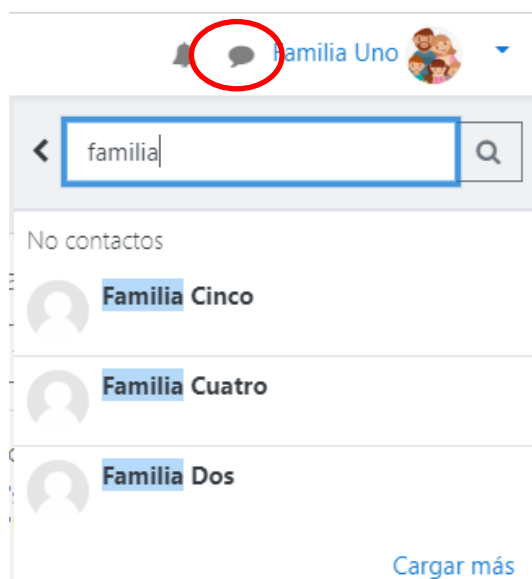 Familia Uno
familia
No contactos
Familia Cinco
Familia Cuatro
Familia Dos
Cargar más